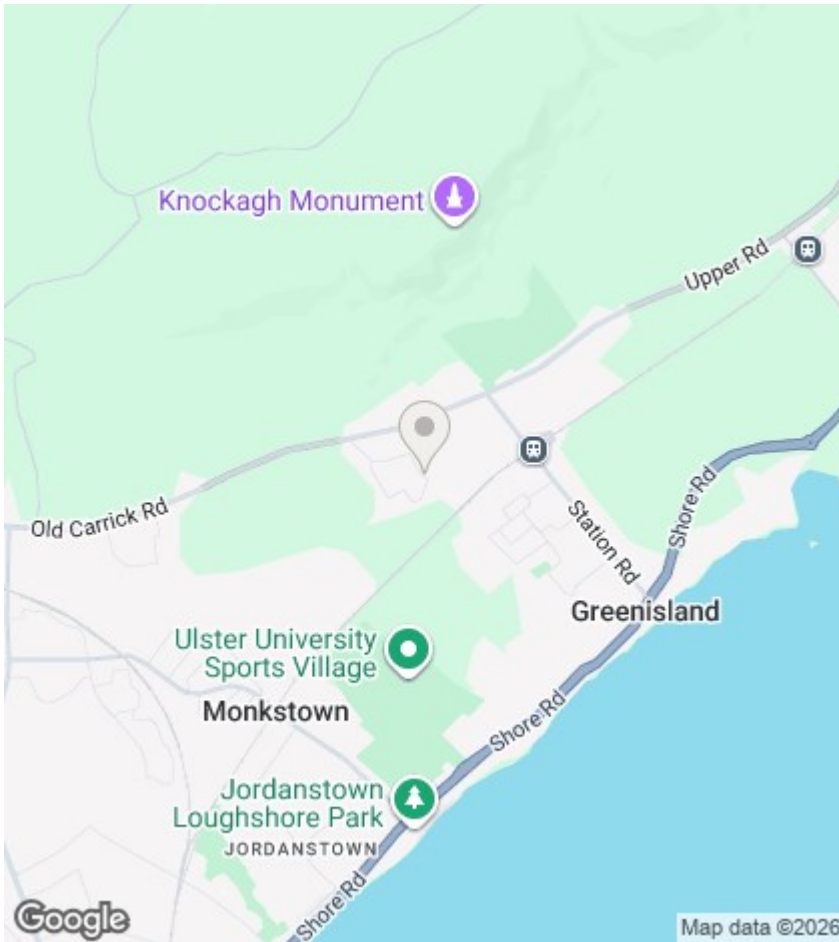 Knockagh Monument
Upper Rd
Old Carrick Rd
Station Rd
Shore Rd
Greenisland
Ulster University
Sports Village
Monkstown
Shore Rd
Jordanstown
Loughshore Park
JORDANSTOWN
Shore Rd
Google
Map data ©2026